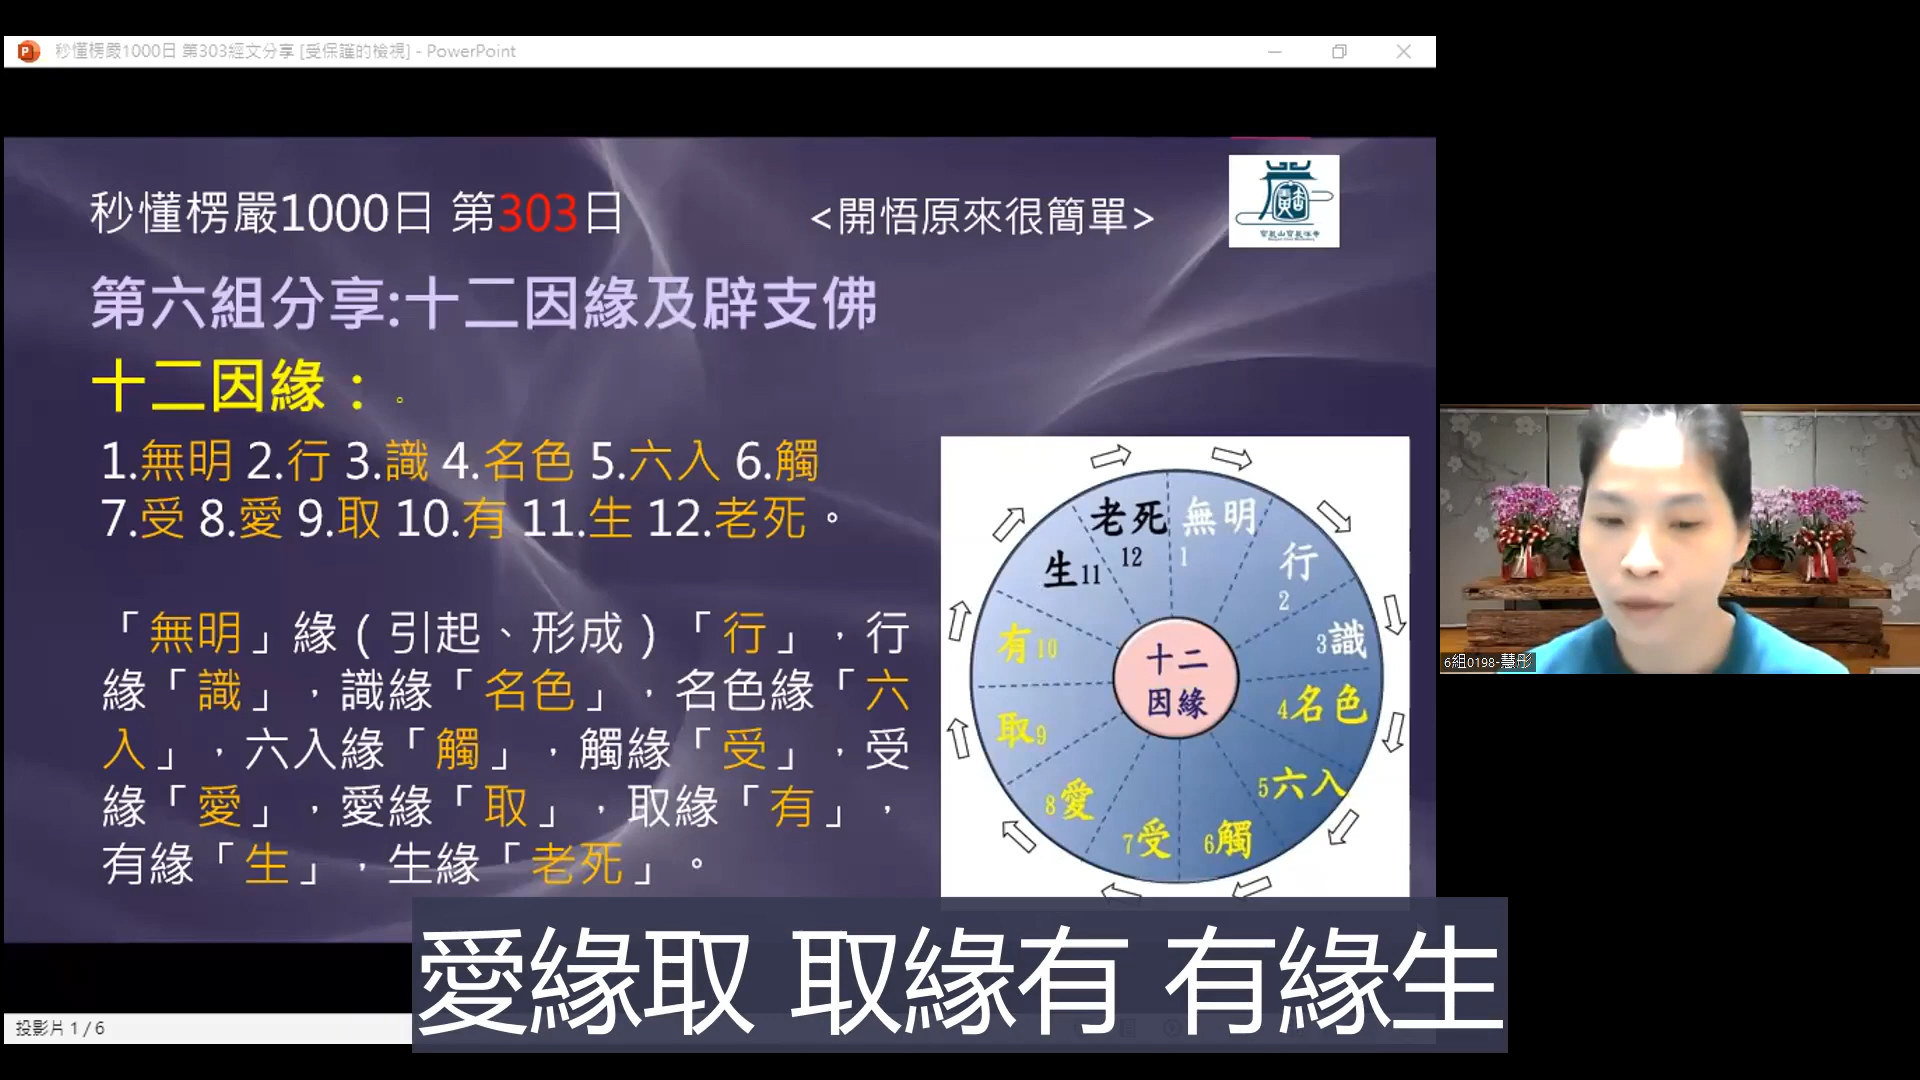 秒懂楞嚴1000日 第303經文分享 [受保護的檢視] - PowerPoint
秒懂楞嚴1000日 第303日
<開悟原來很簡單>
第六組分享:十二因緣及辟支佛
十二因緣：。
1.無明 2.行 3.識 4.名色 5.六入 6.觸
7.受 8.愛 9.取 10.有 11.生 12.老死。
「無明」緣（引起、形成）「行」，行
緣「識」，識緣「名色」，名色緣「六
入」，六入緣「觸」，觸緣「受」，受
緣「愛」，愛緣「取」，取緣「有」，
有緣「生」，生緣「老死」。
無明
1
行
2
3識
4名色
5六入
6觸
7受
8愛
取9
有10
生11
老死
12
十二
因緣
6組0198-慧彤
愛緣取 取緣有 有緣生
投影片 1 / 6